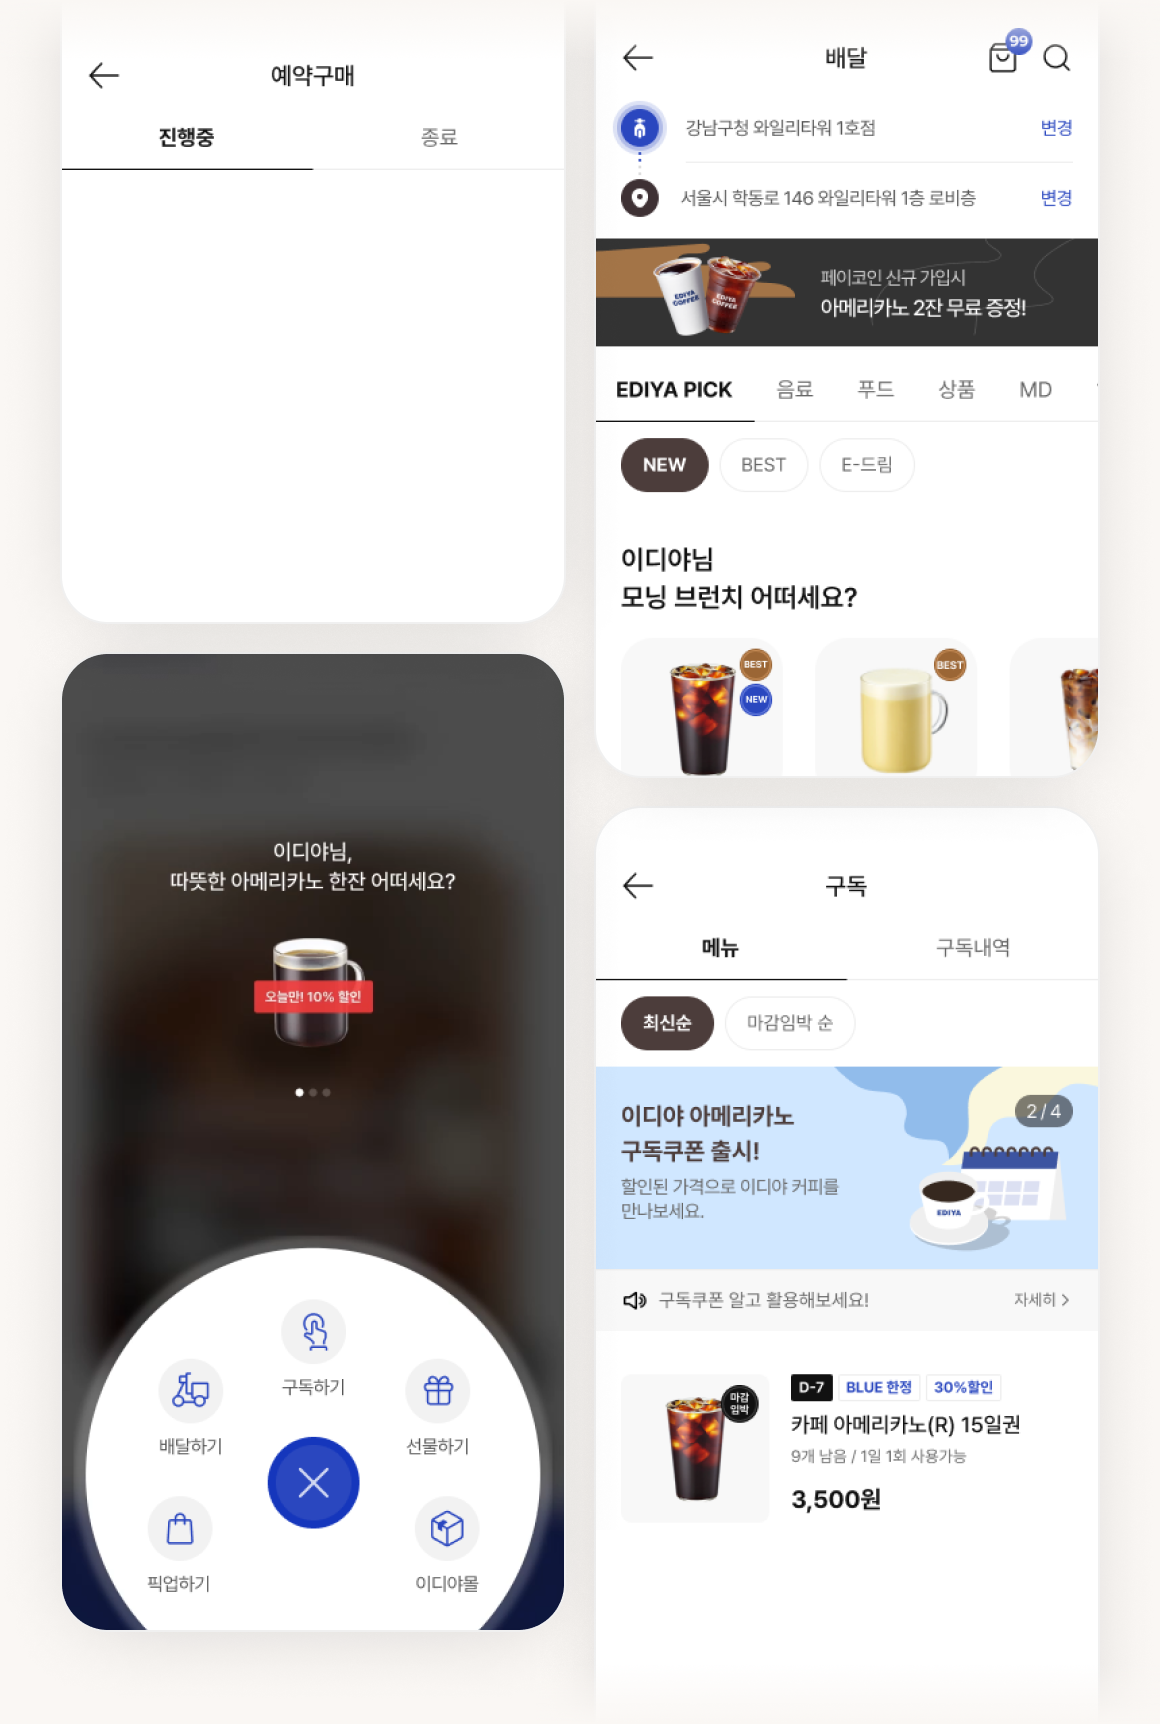 예약구매
진행중
종료
이디야님,
따뜻한 아메리카노 한잔 어떠세요?
오늘만! 10% 할인
구독하기
배달하기
선물하기
픽업하기
이디야몰
배달
99
강남구청 와일리타워 1호점
변경
서울시 학동로 146 와일리타워 1층 로비층
변경
EDIYA
COFFEE
EDIYA
COFFEE
페이코인 신규 가입시
아메리카노 2잔 무료 증정!
EDIYA PICK
음료
푸드
상품
MD
NEW
BEST
E-드림
이디야님
모닝 브런치 어떠세요?
BEST
NEW
BEST
구독
메뉴
구독내역
최신순
마감임박 순
이디야 아메리카노
구독쿠폰 출시!
할인된 가격으로 이디야 커피를
만나보세요.
2 / 4
EDIYA
구독쿠폰 알고 활용해보세요!
자세히
마감
임박
D-7
BLUE 한정
30%할인
카페 아메리카노(R) 15일권
9개 남음 / 1일 1회 사용가능
3,500원